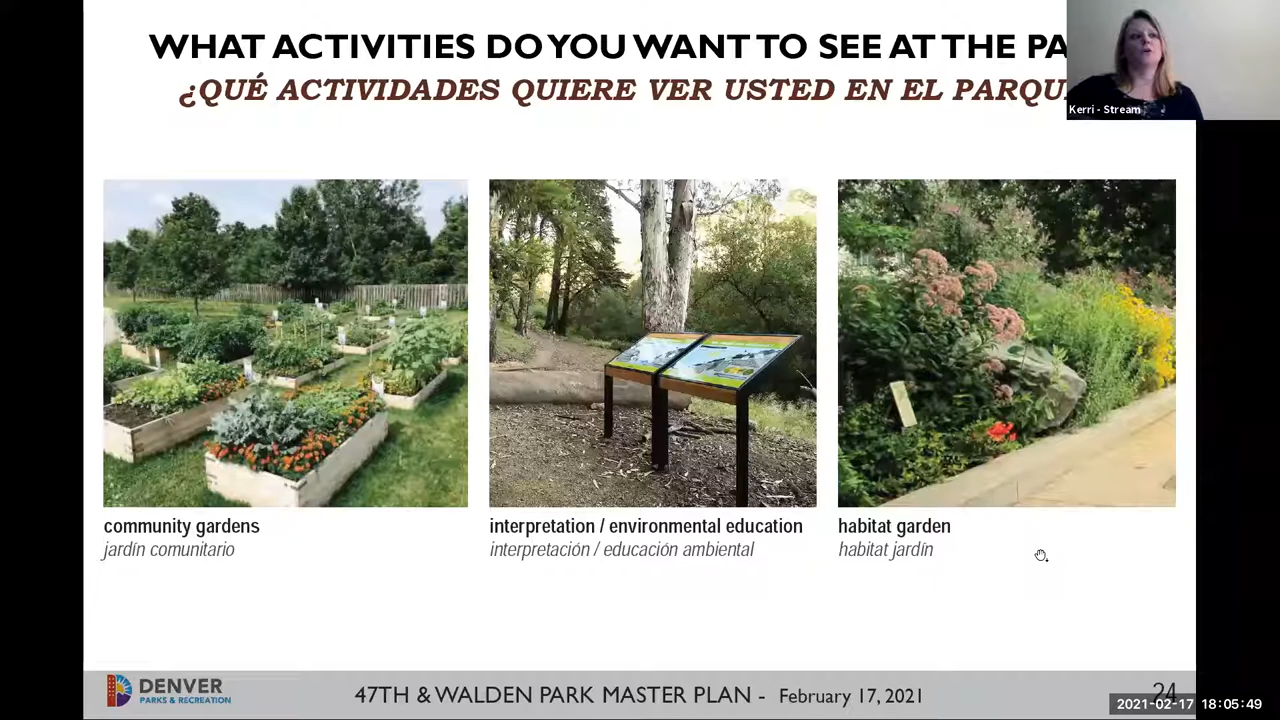 WHAT ACTIVITIES DO YOU WANT TO SEE AT THE PA
¿QUÉ ACTIVIDADES QUIERE VER USTED EN EL PARQU
Kerri - Stream
community gardens
jardín comunitario
interpretation / environmental education
interpretación / educación ambiental
habitat garden
habitat jardín
DENVER
PARKS & RECREATION
47TH & WALDEN PARK MASTER PLAN - February 17, 2021
24
2021-02-17 18:05:49